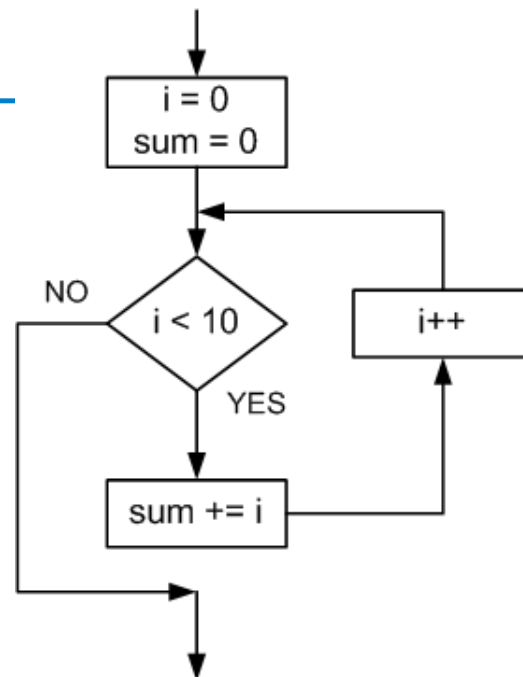 i = 0
sum = 0
NO
i < 10
i++
YES
sum += i